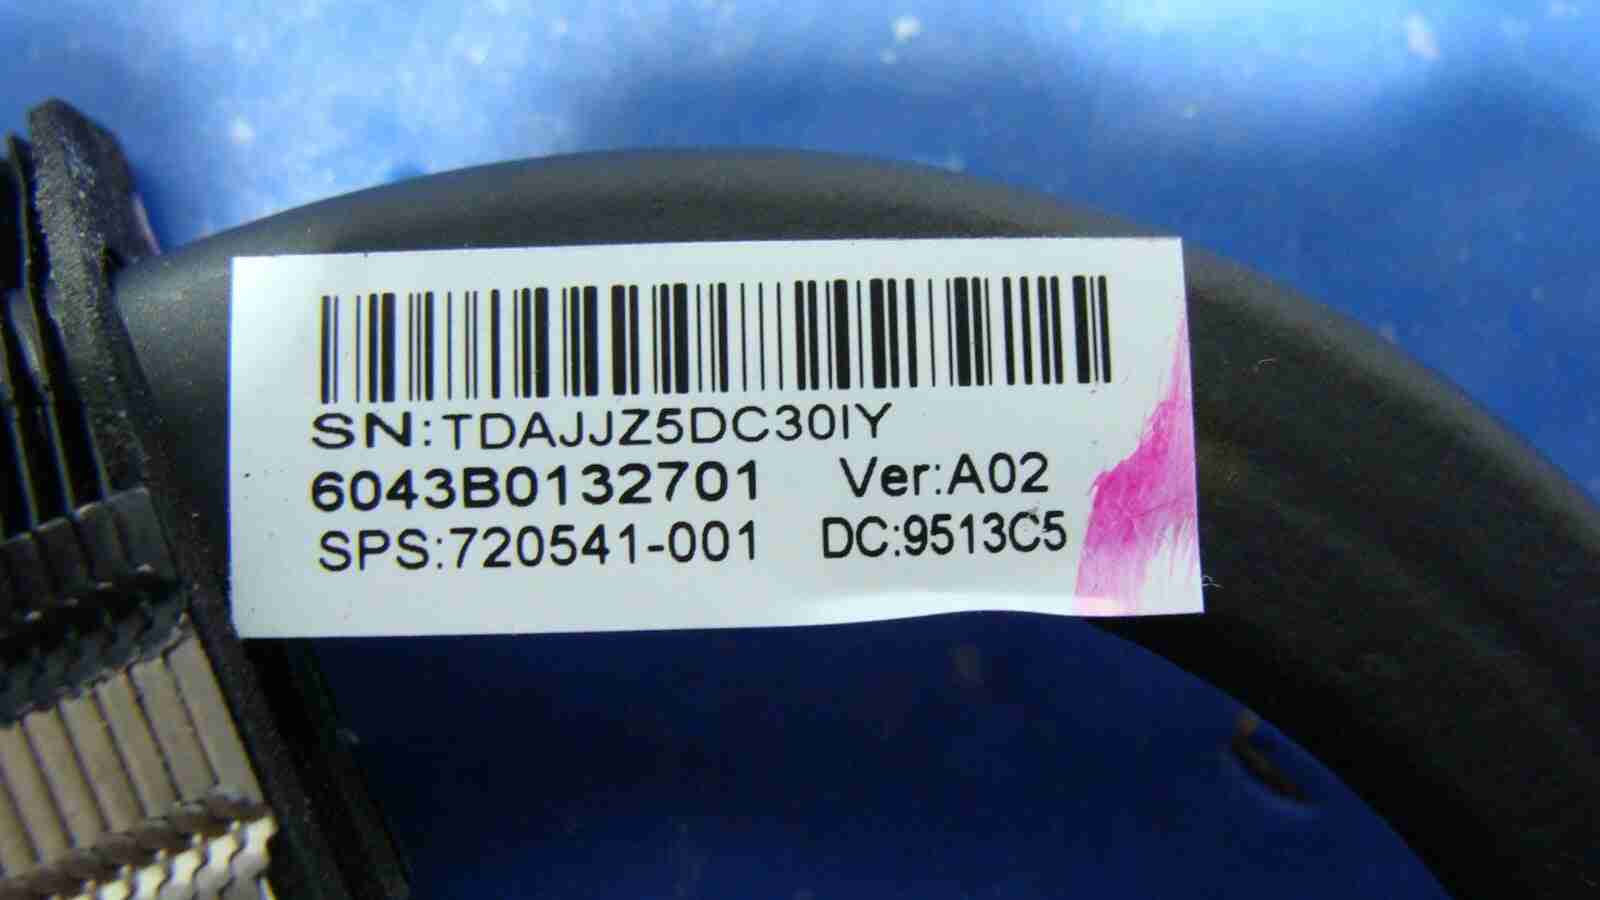 SN:TDAJJZ5DC30IY
6043B0132701 Ver:A02
SPS:720541-001 DC:9513C5